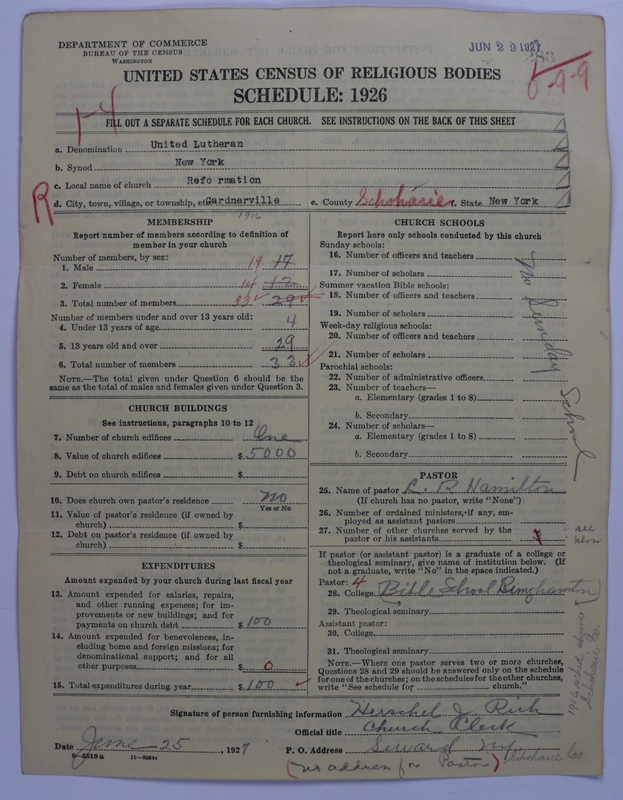 DEPARTMENT OF COMMERCE
BUREAU OF THE CENSUS
WASHINGTON
JUN 29 1927
UNITED STATES CENSUS OF RELIGIOUS BODIES
SCHEDULE: 1926
1-4
0-9-9
FILL OUT A SEPARATE SCHEDULE FOR EACH CHURCH. SEE INSTRUCTIONS ON THE BACK OF THIS SHEET
a. Denomination United Lutheran
b. Synod New York
c. Local name of church Refo rmation
R
d. City, town, village, or township, etc Gardnerville e. County Schoharie f. State New York
1916
MEMBERSHIP
Report number of members according to definition of member in your church
Number of members, by sex:
1. Male 19 17
2. Female 14 12
3. Total number of members 33 29
Number of members under and over 13 years old:
4. Under 13 years of age 4
5. 13 years old and over 29
6. Total number of members 33
NOTE.—The total given under Question 6 should be the same as the total of males and females given under Question 3.
CHURCH BUILDINGS
See instructions, paragraphs 10 to 12
7. Number of church edifices One
8. Value of church edifices $ 5000
9. Debt on church edifices $
10. Does church own pastor's residence No
Yes or No
11. Value of pastor's residence (if owned by church) $
12. Debt on pastor's residence (if owned by church) $
EXPENDITURES
Amount expended by your church during last fiscal year
13. Amount expended for salaries, repairs, and other running expenses; for improvements or new buildings; and for payments on church debt $ 100
14. Amount expended for benevolences, including home and foreign missions; for denominational support; and for all other purposes $ 0
15. Total expenditures during year $ 100
CHURCH SCHOOLS
Report here only schools conducted by this church
Sunday schools:
16. Number of officers and teachers
17. Number of scholars
Summer vacation Bible schools:
18. Number of officers and teachers
19. Number of scholars
Week-day religious schools:
20. Number of officers and teachers
21. Number of scholars
Parochial schools:
22. Number of administrative officers
23. Number of teachers—
a. Elementary (grades 1 to 8)
b. Secondary
24. Number of scholars—
a. Elementary (grades 1 to 8)
b. Secondary
No Sunday School
PASTOR
25. Name of pastor L. R. Hamilton
(If church has no pastor, write "None")
26. Number of ordained ministers, if any, employed as assistant pastors
27. Number of other churches served by the pastor or his assistants
If pastor (or assistant pastor) is a graduate of a college or theological seminary, give name of institution below. (If not a graduate, write "No" in the space indicated.)
Pastor: 4
28. College Bible School Binghamton
29. Theological seminary
Assistant pastor:
30. College
31. Theological seminary
NOTE.—Where one pastor serves two or more churches, Questions 28 and 29 should be answered only on the schedule for one of the churches; on the schedules for the other churches, write "See schedule for church."
Signature of person furnishing information Herschel J. Rich
Official title Church Clerk
Date June 25, 1927 P. O. Address Seward N.Y. Schoharie Co
8—3318a 11—9034c
(no address for Pastor)